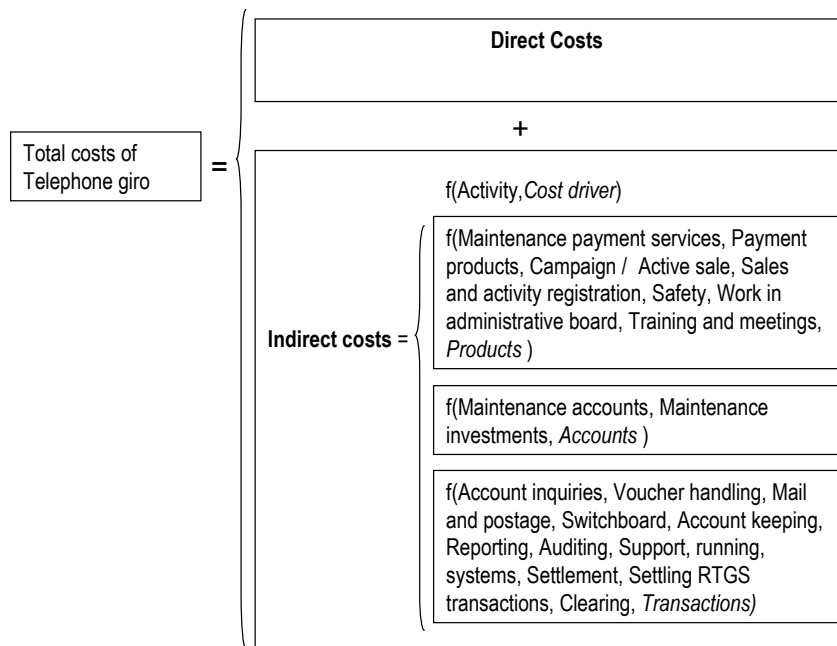 Direct Costs
+
Total costs of
Telephone giro
=
f(Activity,Cost driver)
f(Maintenance payment services, Payment
products, Campaign / Active sale, Sales
and activity registration, Safety, Work in
administrative board, Training and meetings,
Products )
Indirect costs =
f(Maintenance accounts, Maintenance
investments, Accounts )
f(Account inquiries, Voucher handling, Mail
and postage, Switchboard, Account keeping,
Reporting, Auditing, Support, running,
systems, Settlement, Settling RTGS
transactions, Clearing, Transactions)